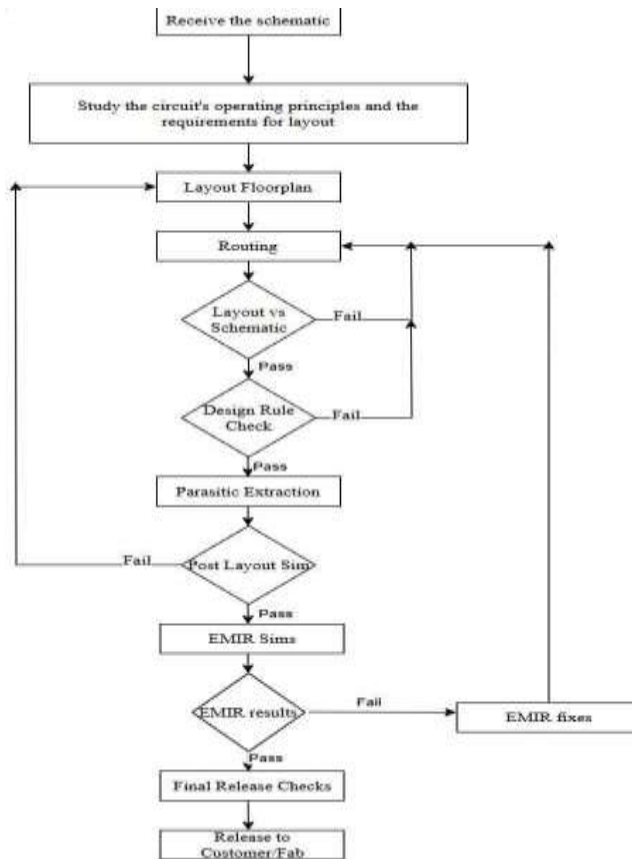 Receive the schematic
Study the circuit's operating principles and the
requirements for layout
Layout Floorplan
Routing
Layout vs
Schematic
Fail
Pass
Design Rule
Check
Fail
Pass
Parasitic Extraction
Post Layout Sim
Fail
Pass
EMIR Sims
EMIR results
Fail
EMIR fixes
Pass
Final Release Checks
Release to
Customer/Fab